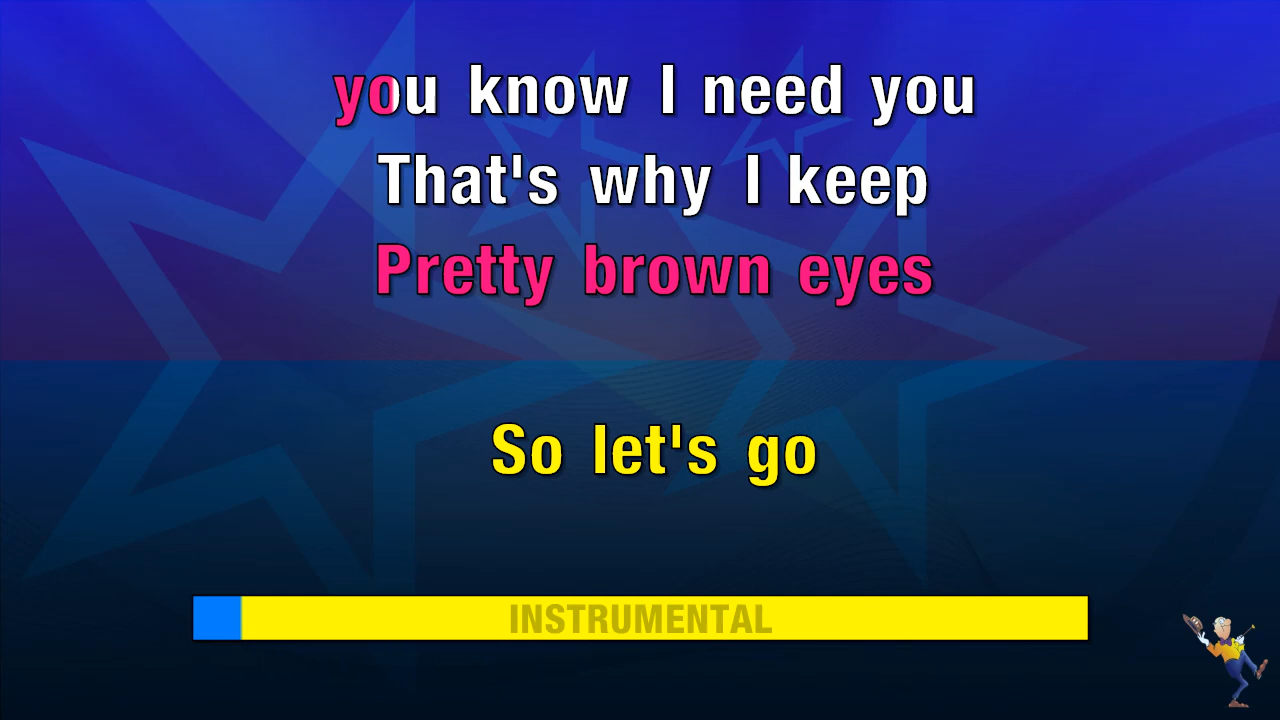 you know I need you
That's why I keep
Pretty brown eyes
So let's go
INSTRUMENTAL